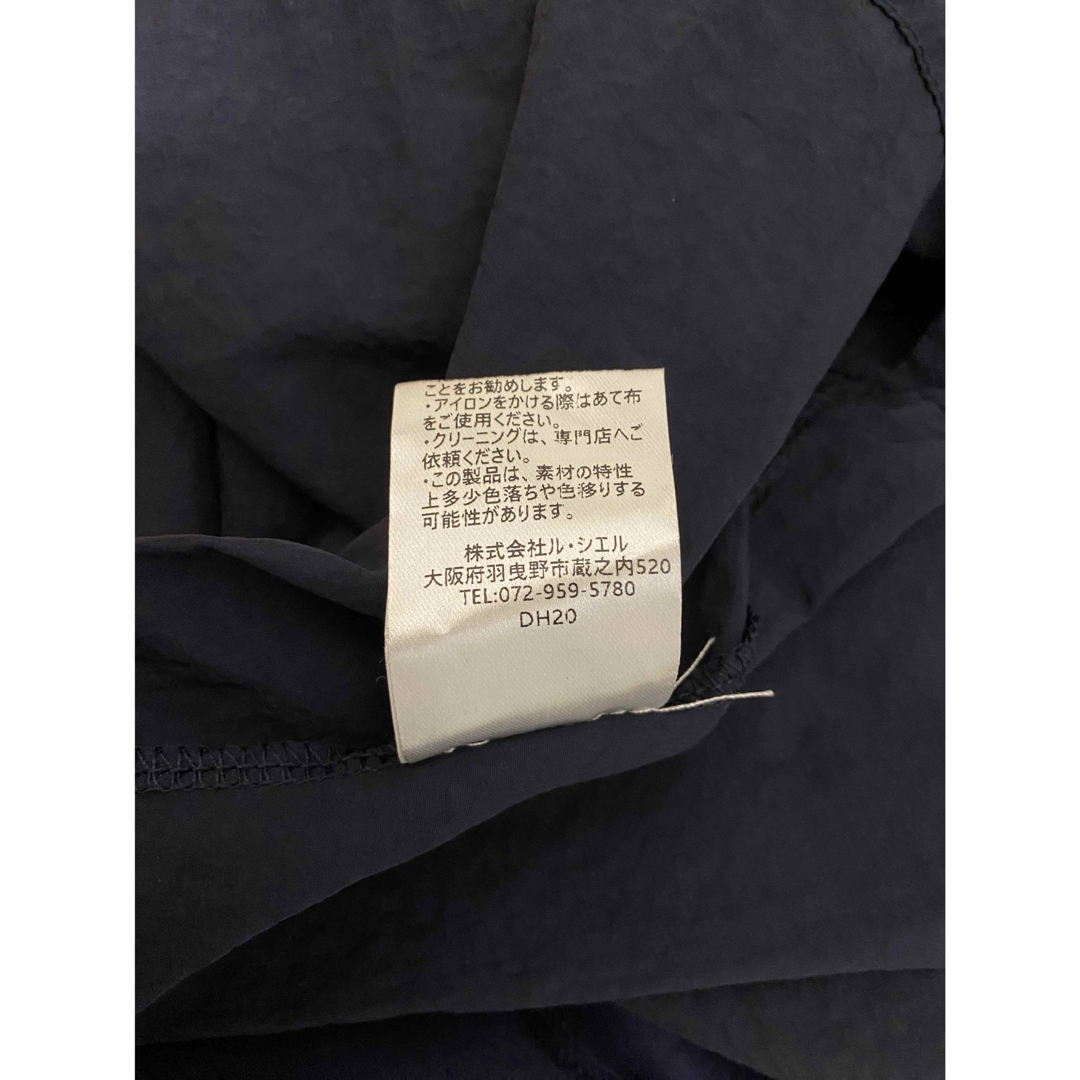 ことをお勧めします。
・アイロンをかける際はあて布
をご使用ください。
・クリーニングは、専門店へご
依頼ください。
・この製品は、素材の特性
上多少色落ちや色移りする
可能性があります。
株式会社ル・シエル
大阪府羽曳野市蔵之内520
TEL:072-959-5780
DH20